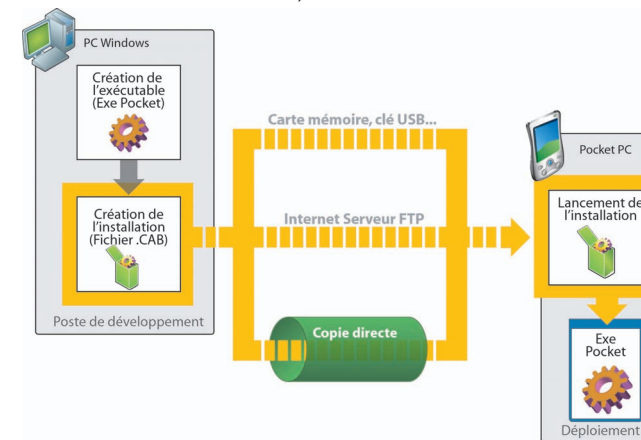 PC Windows
Création de
l'exécutable
(Exe Pocket)
Création de
l'installation
(Fichier .CAB)
Poste de développement
Carte mémoire, clé USB...
Internet Serveur FTP
Copie directe
Pocket PC
Lancement de
l'installation
Exe
Pocket
Déploiement